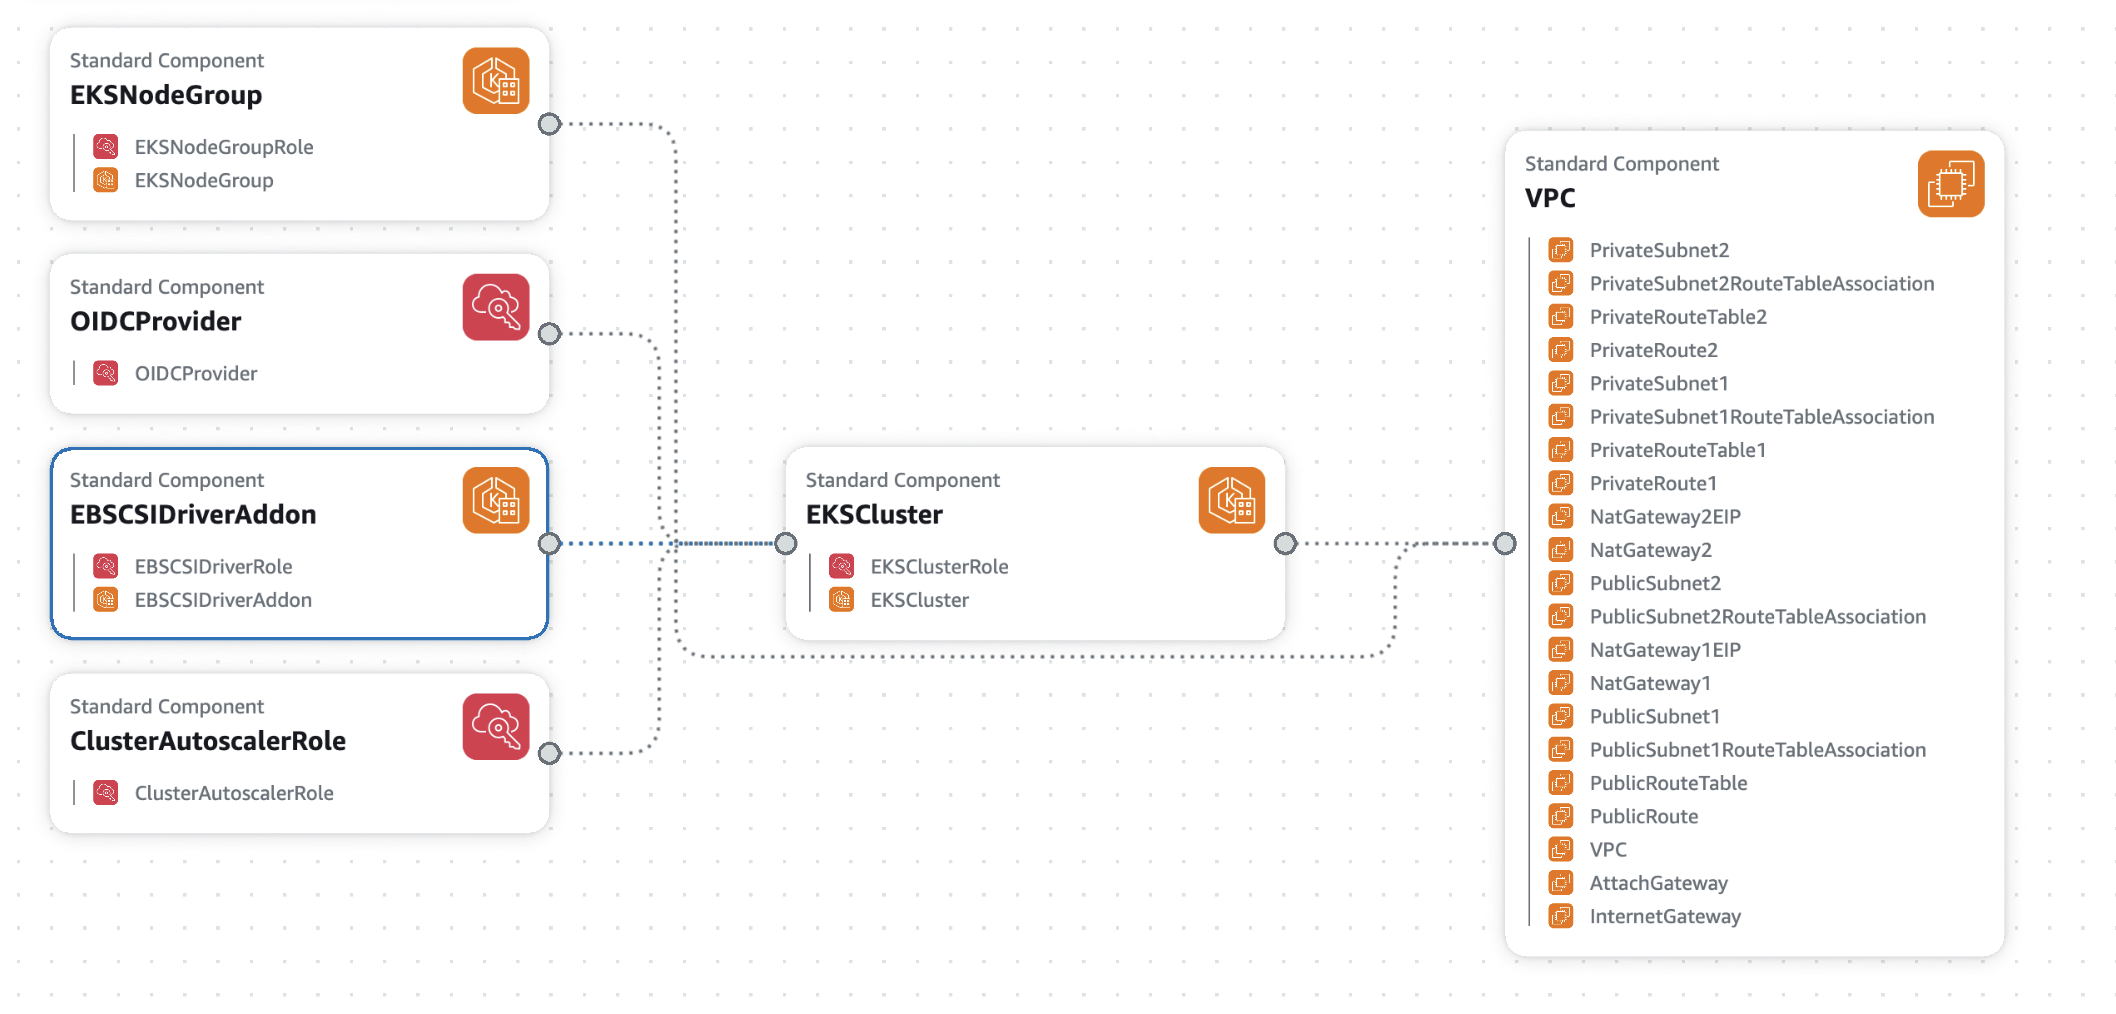 Standard Component
EKSNodeGroup
EKSNodeGroupRole
EKSNodeGroup
Standard Component
OIDCProvider
OIDCProvider
Standard Component
EBSCSIDriverAddon
EBSCSIDriverRole
EBSCSIDriverAddon
Standard Component
ClusterAutoscalerRole
ClusterAutoscalerRole
Standard Component
EKSCluster
EKSClusterRole
EKSCluster
Standard Component
VPC
PrivateSubnet2
PrivateSubnet2RouteTableAssociation
PrivateRouteTable2
PrivateRoute2
PrivateSubnet1
PrivateSubnet1RouteTableAssociation
PrivateRouteTable1
PrivateRoute1
NatGateway2EIP
NatGateway2
PublicSubnet2
PublicSubnet2RouteTableAssociation
NatGateway1EIP
NatGateway1
PublicSubnet1
PublicSubnet1RouteTableAssociation
PublicRouteTable
PublicRoute
VPC
AttachGateway
InternetGateway